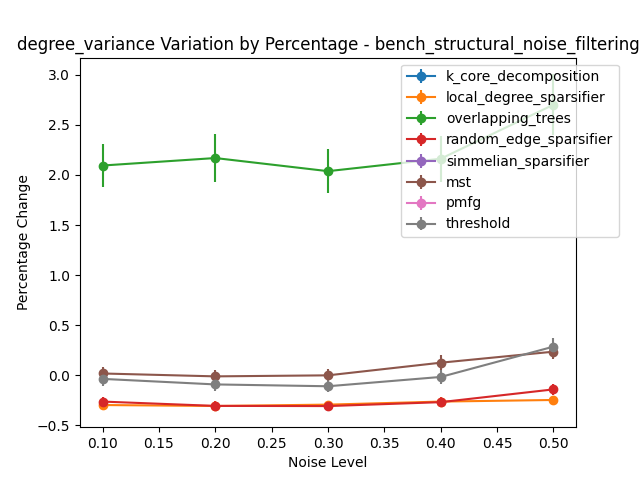 degree_variance Variation by Percentage - bench_structural_noise_filtering
Percentage Change
3.0
2.5
2.0
1.5
1.0
0.5
0.0
−0.5
k_core_decomposition
local_degree_sparsifier
overlapping_trees
random_edge_sparsifier
simmelian_sparsifier
mst
pmfg
threshold
0.10 0.15 0.20 0.25 0.30 0.35 0.40 0.45 0.50
Noise Level